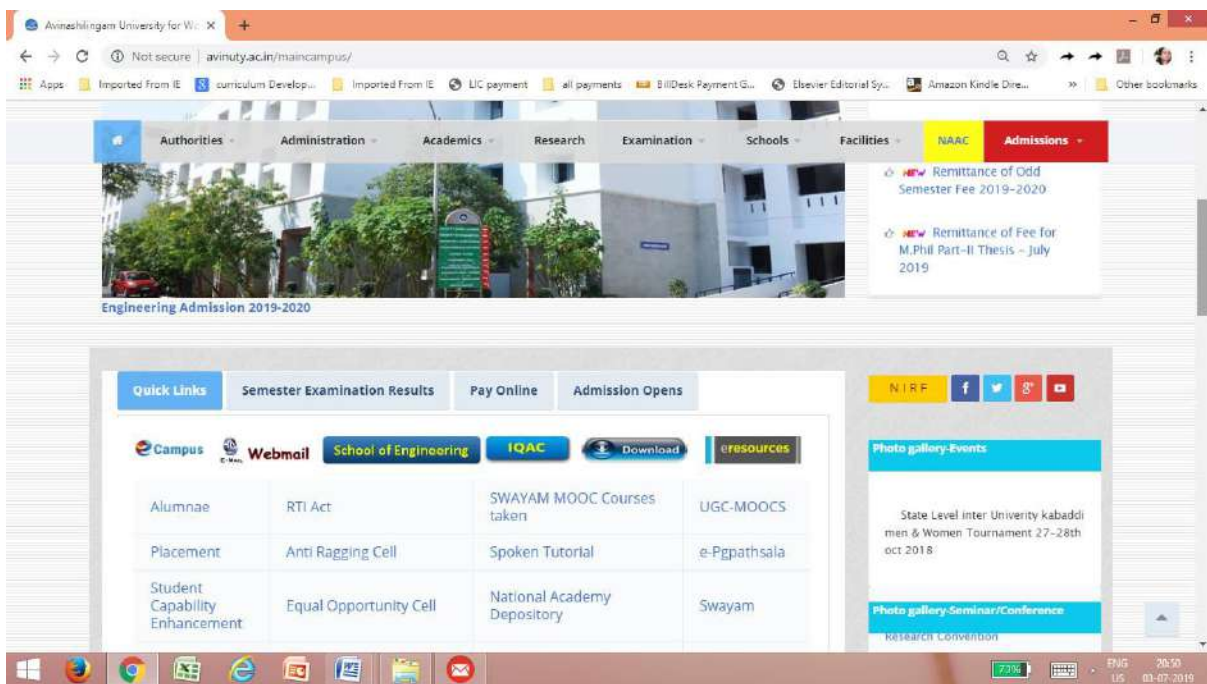 Avinashilingam University for Wo
Not secure | avinuty.ac.in/maincampus/
Apps Imported From IE curriculum Develop... Imported From IE LIC payment all payments BillDesk Payment G... Elsevier Editorial Sy... Amazon Kindle Dire... » Other bookmarks
Authorities Administration Academics Research Examination Schools Facilities NAAC Admissions
NEW Remittance of Odd
Semester Fee 2019-2020
NEW Remittance of Fee for
M.Phil Part-II Thesis - July
2019
Engineering Admission 2019-2020
Quick Links Semester Examination Results Pay Online Admission Opens
NIRF f g+
eCampus E-MAIL Webmail School of Engineering IQAC Download eresources
Alumnae RTI Act SWAYAM MOOC Courses
taken UGC-MOOCS
Placement Anti Ragging Cell Spoken Tutorial e-Pgpathsala
Student
Capability
Enhancement Equal Opportunity Cell National Academy
Depository Swayam
Photo gallery-Events
State Level inter Univerity kabaddi
men & Women Tournament 27-28th
oct 2018
Photo gallery-Seminar/Conference
Research Convention
73% ENG 20:50
US 03-07-2019